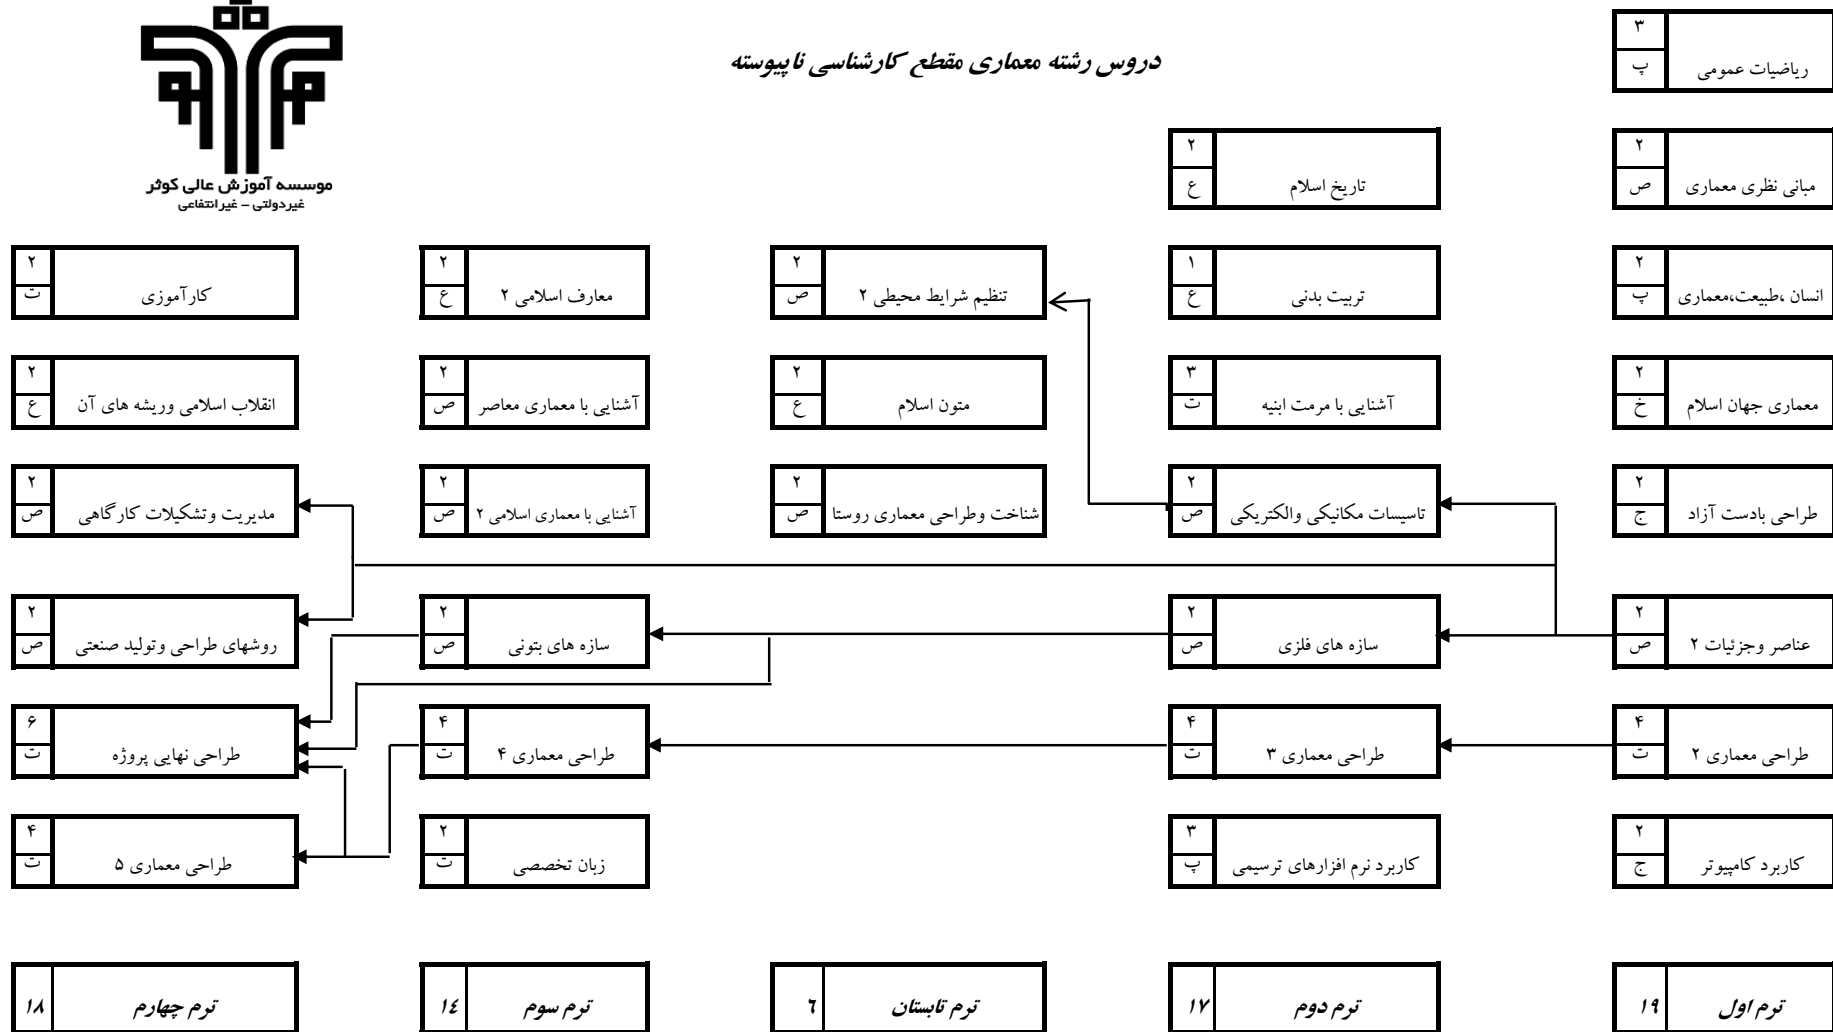 دروس رشته معماری مقطع کارشناسی ناپیوسته
موسسه آموزش عالی کوثر
غیردولتی – غیرانتفاعی
۳
ریاضیات عمومی
پ
۲
مبانی نظری معماری
ص
۲
تاریخ اسلام
ع
۲
انسان ،طبیعت،معماری
پ
۱
تربیت بدنی
ع
۲
تنظیم شرایط محیطی ۲
ص
۲
معارف اسلامی ۲
ع
۲
کارآموزی
ت
۲
معماری جهان اسلام
خ
۳
آشنایی با مرمت ابنیه
ت
۲
متون اسلام
ع
۲
آشنایی با معماری معاصر
ص
۲
انقلاب اسلامی وریشه های آن
ع
۲
طراحی بادست آزاد
ج
۲
تاسیسات مکانیکی والکتریکی
ص
۲
شناخت وطراحی معماری روستا
ص
۲
آشنایی با معماری اسلامی ۲
ص
۲
مدیریت وتشکیلات کارگاهی
ص
۲
عناصر وجزئیات ۲
ص
۲
سازه های فلزی
ص
۲
سازه های بتونی
ص
۲
روشهای طراحی وتولید صنعتی
ص
۴
طراحی معماری ۲
ت
۴
طراحی معماری ۳
ت
۴
طراحی معماری ۴
ت
۶
طراحی نهایی پروژه
ت
۲
کاربرد کامپیوتر
ج
۳
کاربرد نرم افزارهای ترسیمی
پ
۲
زبان تخصصی
ت
۴
طراحی معماری ۵
ت
ترم اول ۱۹
ترم دوم ۱۷
ترم تابستان ٦
ترم سوم ١٤
ترم چهارم ۱۸